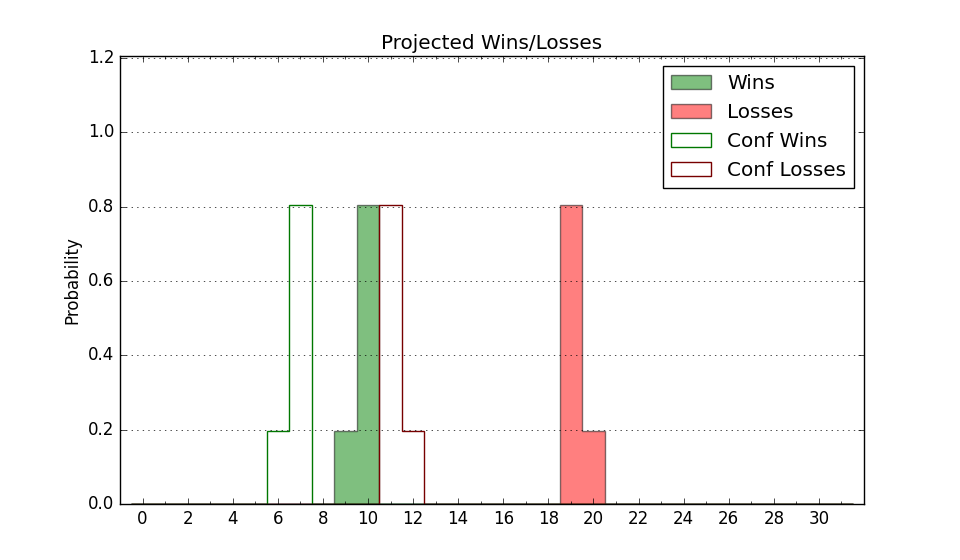 Projected Wins/Losses
1.2
1.0
0.8
0.6
0.4
0.2
0.0
Probability
Wins
Losses
Conf Wins
Conf Losses
0 2 4 6 8 10 12 14 16 18 20 22 24 26 28 30